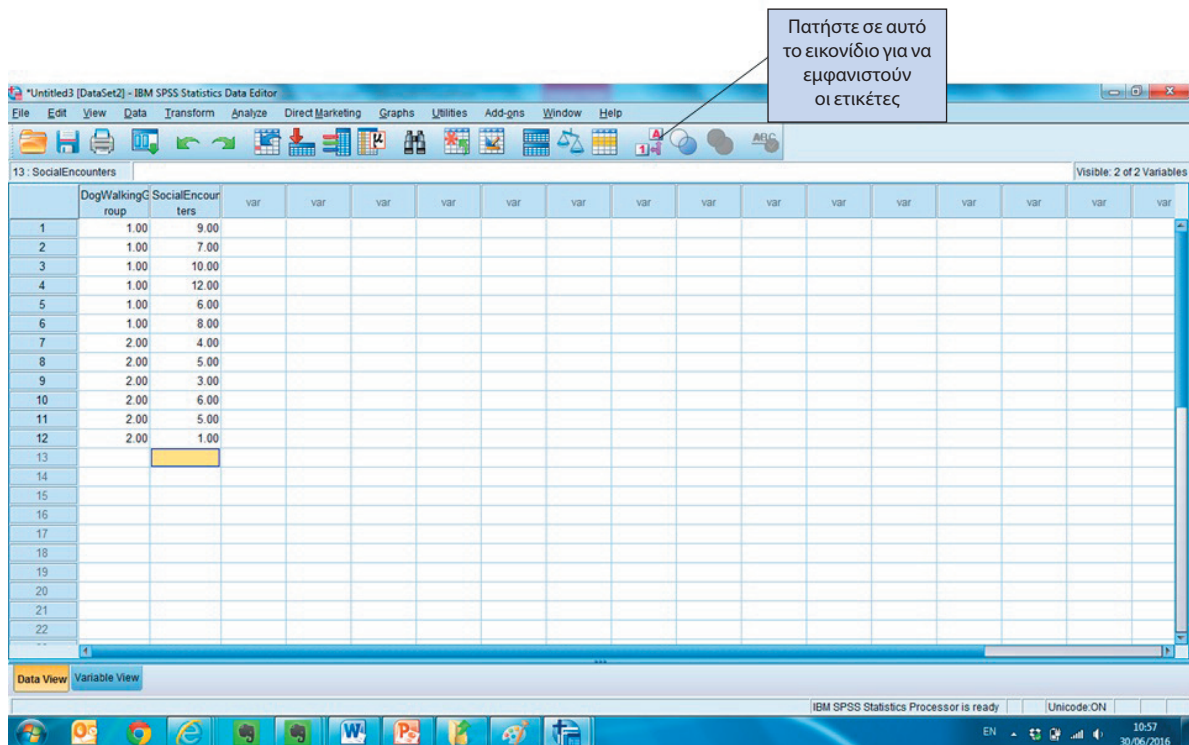 Πατήστε σε αυτό
το εικονίδιο για να
εμφανιστούν
οι ετικέτες
*Untitled3 [DataSet2] - IBM SPSS Statistics Data Editor
File Edit View Data Transform Analyze Direct Marketing Graphs Utilities Add-ons Window Help
13 : SocialEncounters
Visible: 2 of 2 Variables
DogWalkingG SocialEncoun var var var var var var var var var var var var var var var
roup ters
1 1.00 9.00
2 1.00 7.00
3 1.00 10.00
4 1.00 12.00
5 1.00 6.00
6 1.00 8.00
7 2.00 4.00
8 2.00 5.00
9 2.00 3.00
10 2.00 6.00
11 2.00 5.00
12 2.00 1.00
13
14
15
16
17
18
19
20
21
22
Data View Variable View
IBM SPSS Statistics Processor is ready Unicode:ON
EN 10:57
30/06/2016